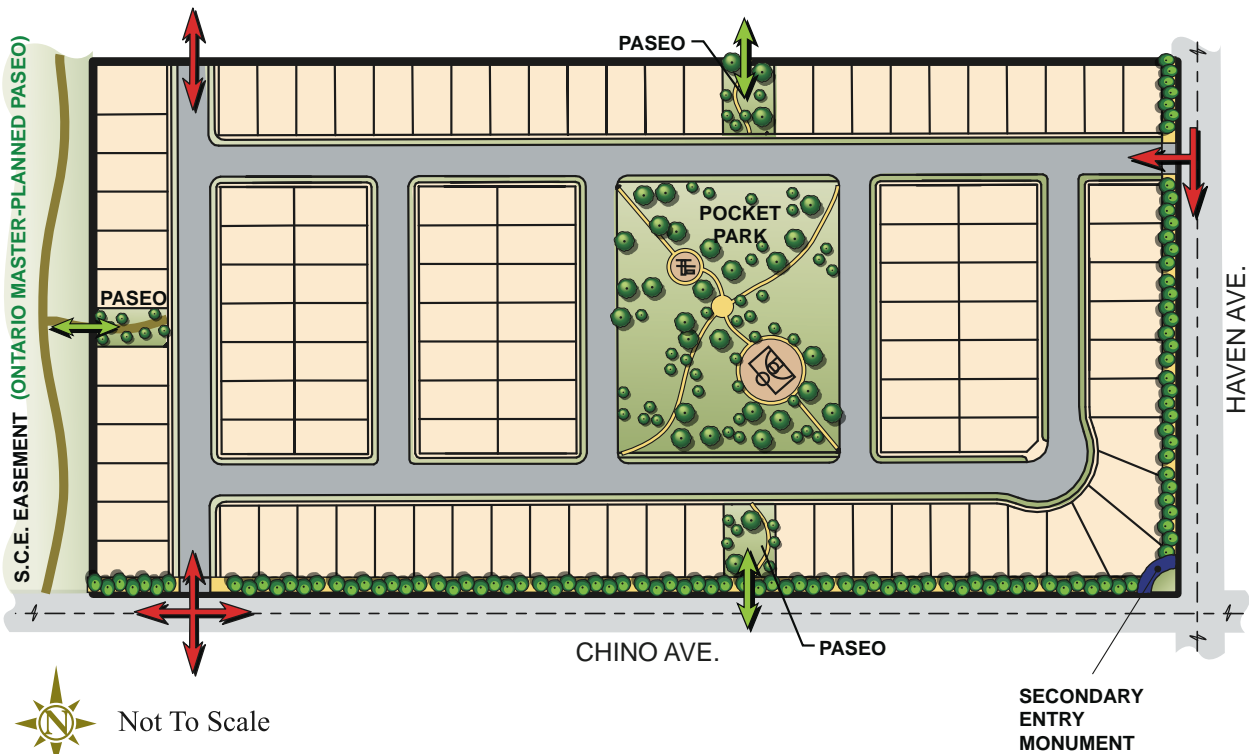 PASEO
S.C.E. EASEMENT (ONTARIO MASTER-PLANNED PASEO)
POCKET
PARK
PASEO
HAVEN AVE.
CHINO AVE.
PASEO
SECONDARY
ENTRY
MONUMENT
N
Not To Scale